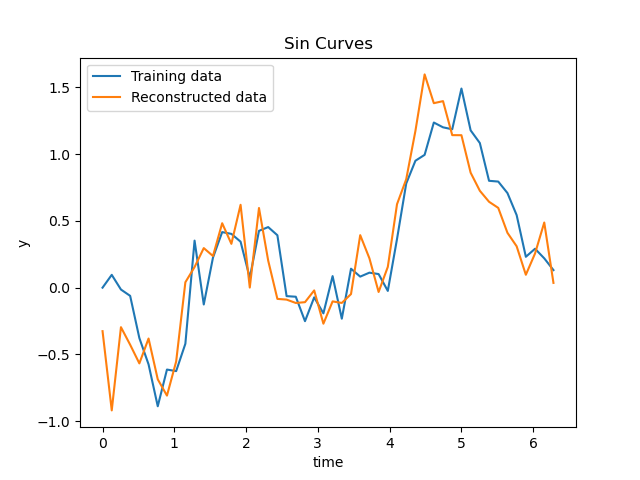 Sin Curves
Training data
Reconstructed data
1.5
1.0
0.5
0.0
−0.5
−1.0
y
0 1 2 3 4 5 6
time